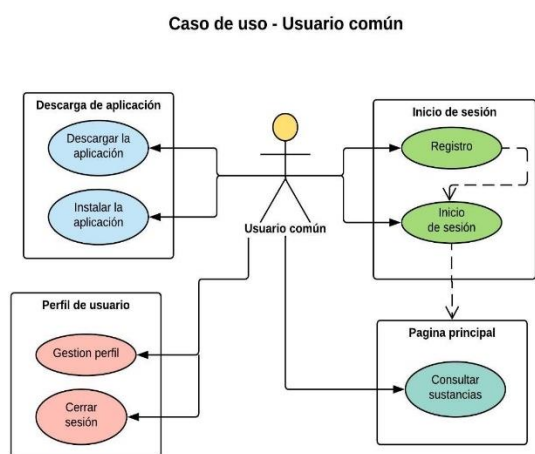 Caso de uso - Usuario común
Descarga de aplicación
Descargar la
aplicación
Instalar la
aplicación
Usuario común
Inicio de sesión
Registro
Inicio
de sesión
Perfil de usuario
Gestion perfil
Cerrar
sesión
Pagina principal
Consultar
sustancias